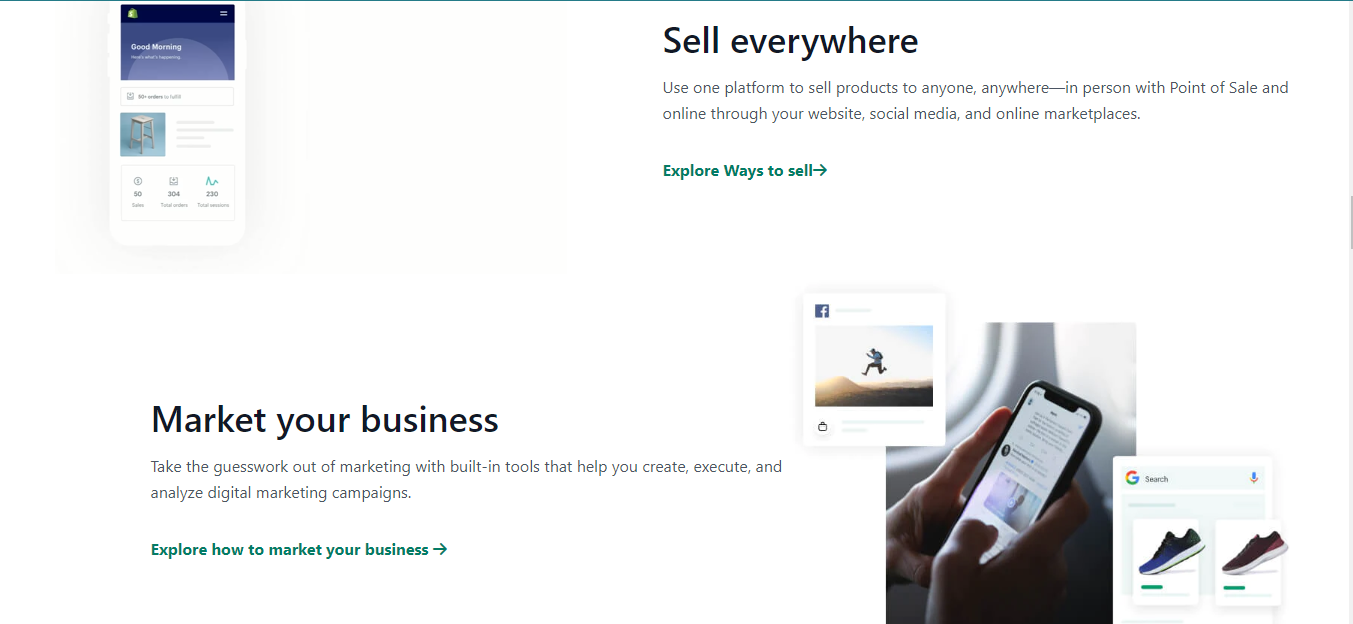 Good Morning
Here's what's happening.
50+ orders to fulfill
50
304
230
Sales
Total orders
Total sessions
Sell everywhere
Use one platform to sell products to anyone, anywhere—in person with Point of Sale and
online through your website, social media, and online marketplaces.
Explore Ways to sell→
Market your business
Take the guesswork out of marketing with built-in tools that help you create, execute, and
analyze digital marketing campaigns.
Explore how to market your business →
Search